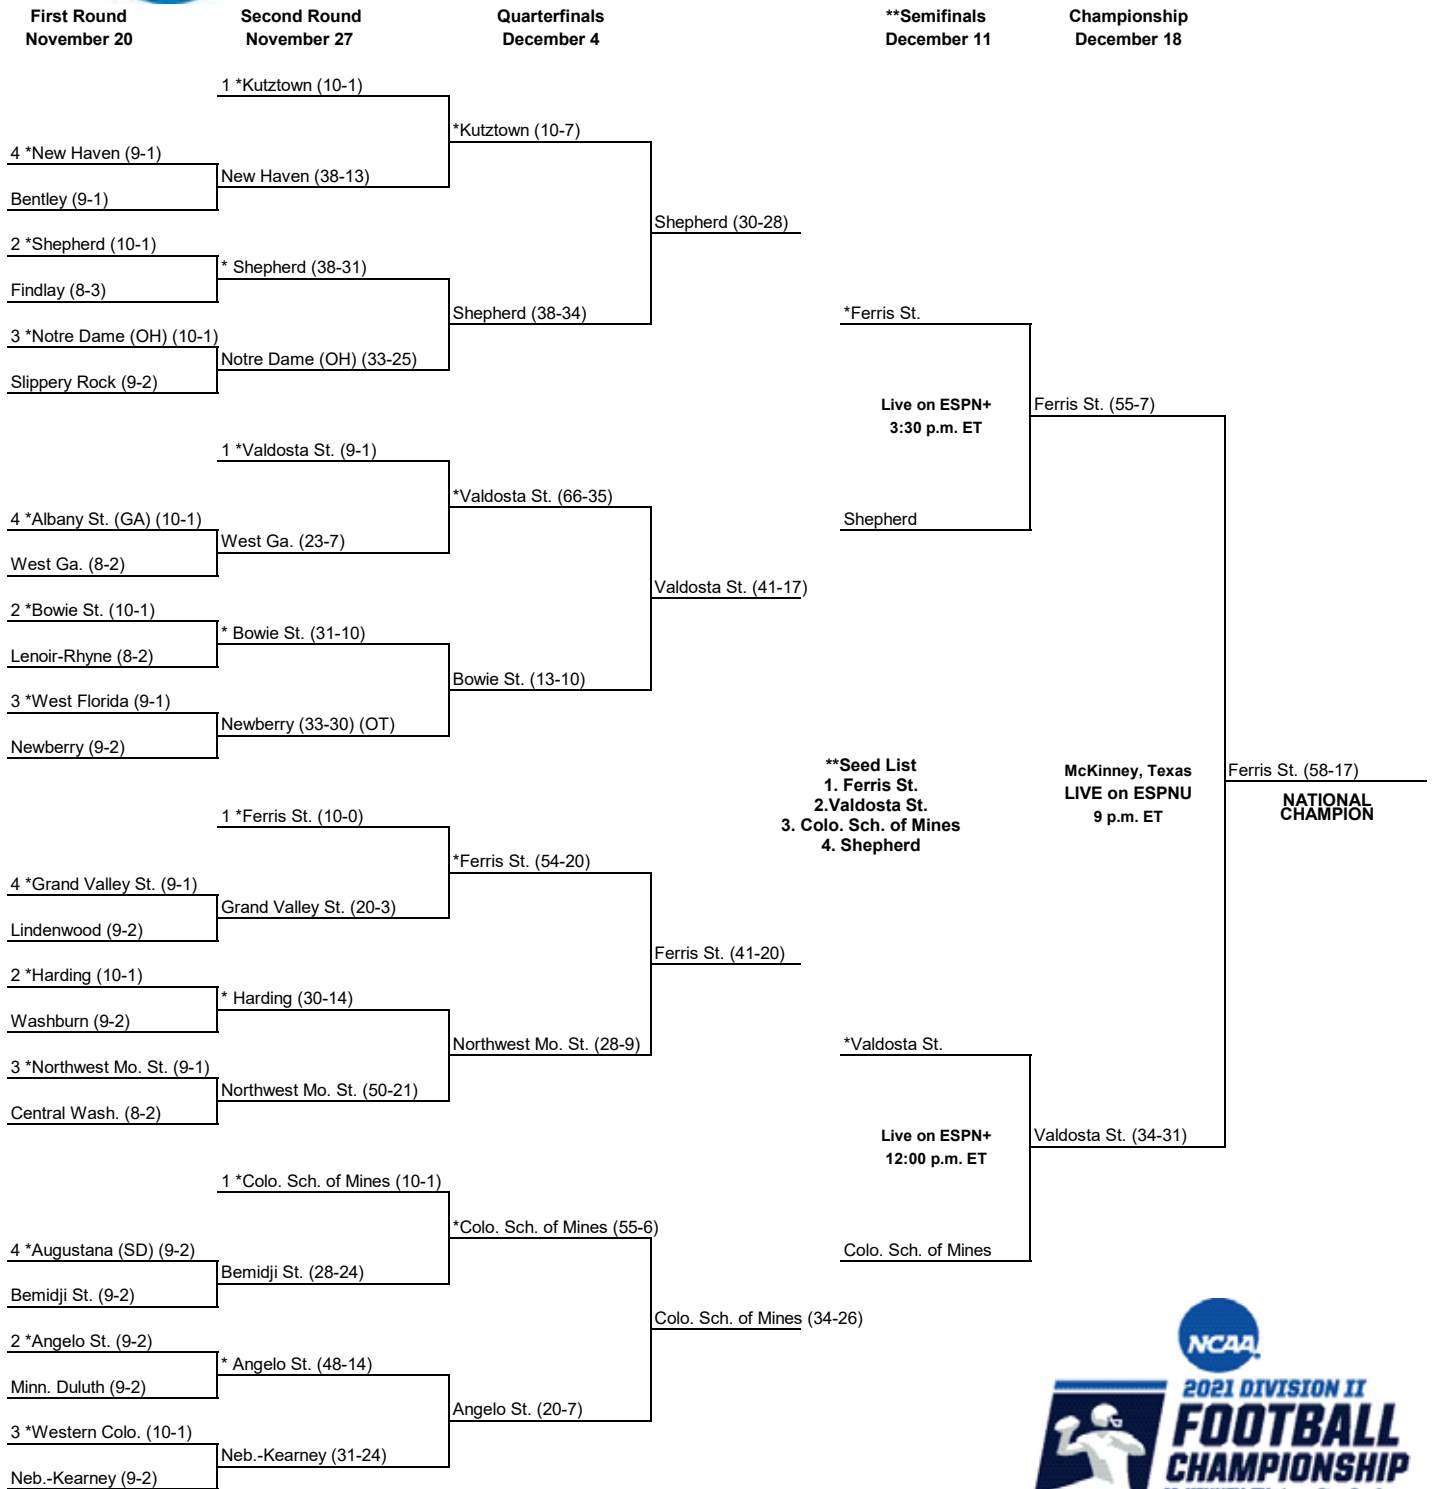 First Round
November 20
Second Round
November 27
Quarterfinals
December 4
**Semifinals
December 11
Championship
December 18
1 *Kutztown (10-1)
*Kutztown (10-7)
4 *New Haven (9-1)
New Haven (38-13)
Bentley (9-1)
Shepherd (30-28)
2 *Shepherd (10-1)
* Shepherd (38-31)
Findlay (8-3)
Shepherd (38-34)
3 *Notre Dame (OH) (10-1)
Notre Dame (OH) (33-25)
Slippery Rock (9-2)
*Ferris St.
Live on ESPN+
3:30 p.m. ET
Ferris St. (55-7)
Shepherd
1 *Valdosta St. (9-1)
*Valdosta St. (66-35)
4 *Albany St. (GA) (10-1)
West Ga. (23-7)
West Ga. (8-2)
Valdosta St. (41-17)
2 *Bowie St. (10-1)
* Bowie St. (31-10)
Lenoir-Rhyne (8-2)
Bowie St. (13-10)
3 *West Florida (9-1)
Newberry (33-30) (OT)
Newberry (9-2)
**Seed List
1. Ferris St.
2.Valdosta St.
3. Colo. Sch. of Mines
4. Shepherd
McKinney, Texas
LIVE on ESPNU
9 p.m. ET
Ferris St. (58-17)
NATIONAL
CHAMPION
1 *Ferris St. (10-0)
*Ferris St. (54-20)
4 *Grand Valley St. (9-1)
Grand Valley St. (20-3)
Lindenwood (9-2)
Ferris St. (41-20)
2 *Harding (10-1)
* Harding (30-14)
Washburn (9-2)
Northwest Mo. St. (28-9)
3 *Northwest Mo. St. (9-1)
Northwest Mo. St. (50-21)
Central Wash. (8-2)
*Valdosta St.
Live on ESPN+
12:00 p.m. ET
Valdosta St. (34-31)
Colo. Sch. of Mines
1 *Colo. Sch. of Mines (10-1)
*Colo. Sch. of Mines (55-6)
4 *Augustana (SD) (9-2)
Bemidji St. (28-24)
Bemidji St. (9-2)
Colo. Sch. of Mines (34-26)
2 *Angelo St. (9-2)
* Angelo St. (48-14)
Minn. Duluth (9-2)
Angelo St. (20-7)
3 *Western Colo. (10-1)
Neb.-Kearney (31-24)
Neb.-Kearney (9-2)
NCAA
2021 DIVISION II
FOOTBALL
CHAMPIONSHIP